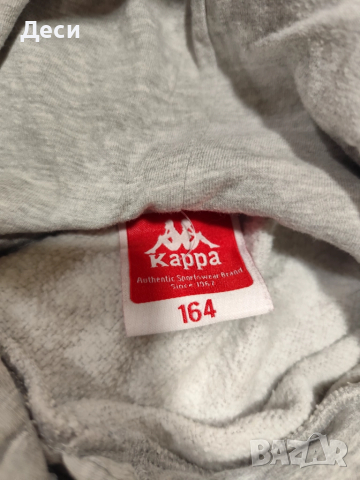 Деси
Kappa
Authentic Sportswear Brand
Since 1967
164
BAZAR